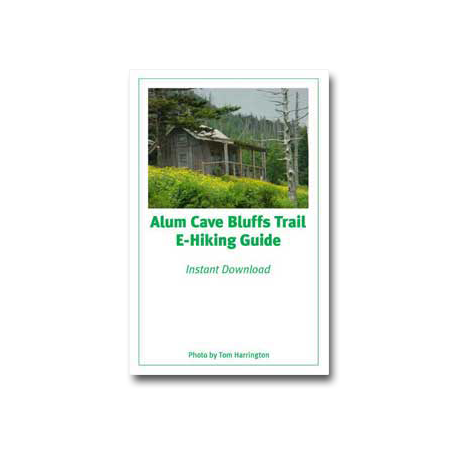 Alum Cave Bluffs Trail
E-Hiking Guide
Instant Download
Photo by Tom Harrington